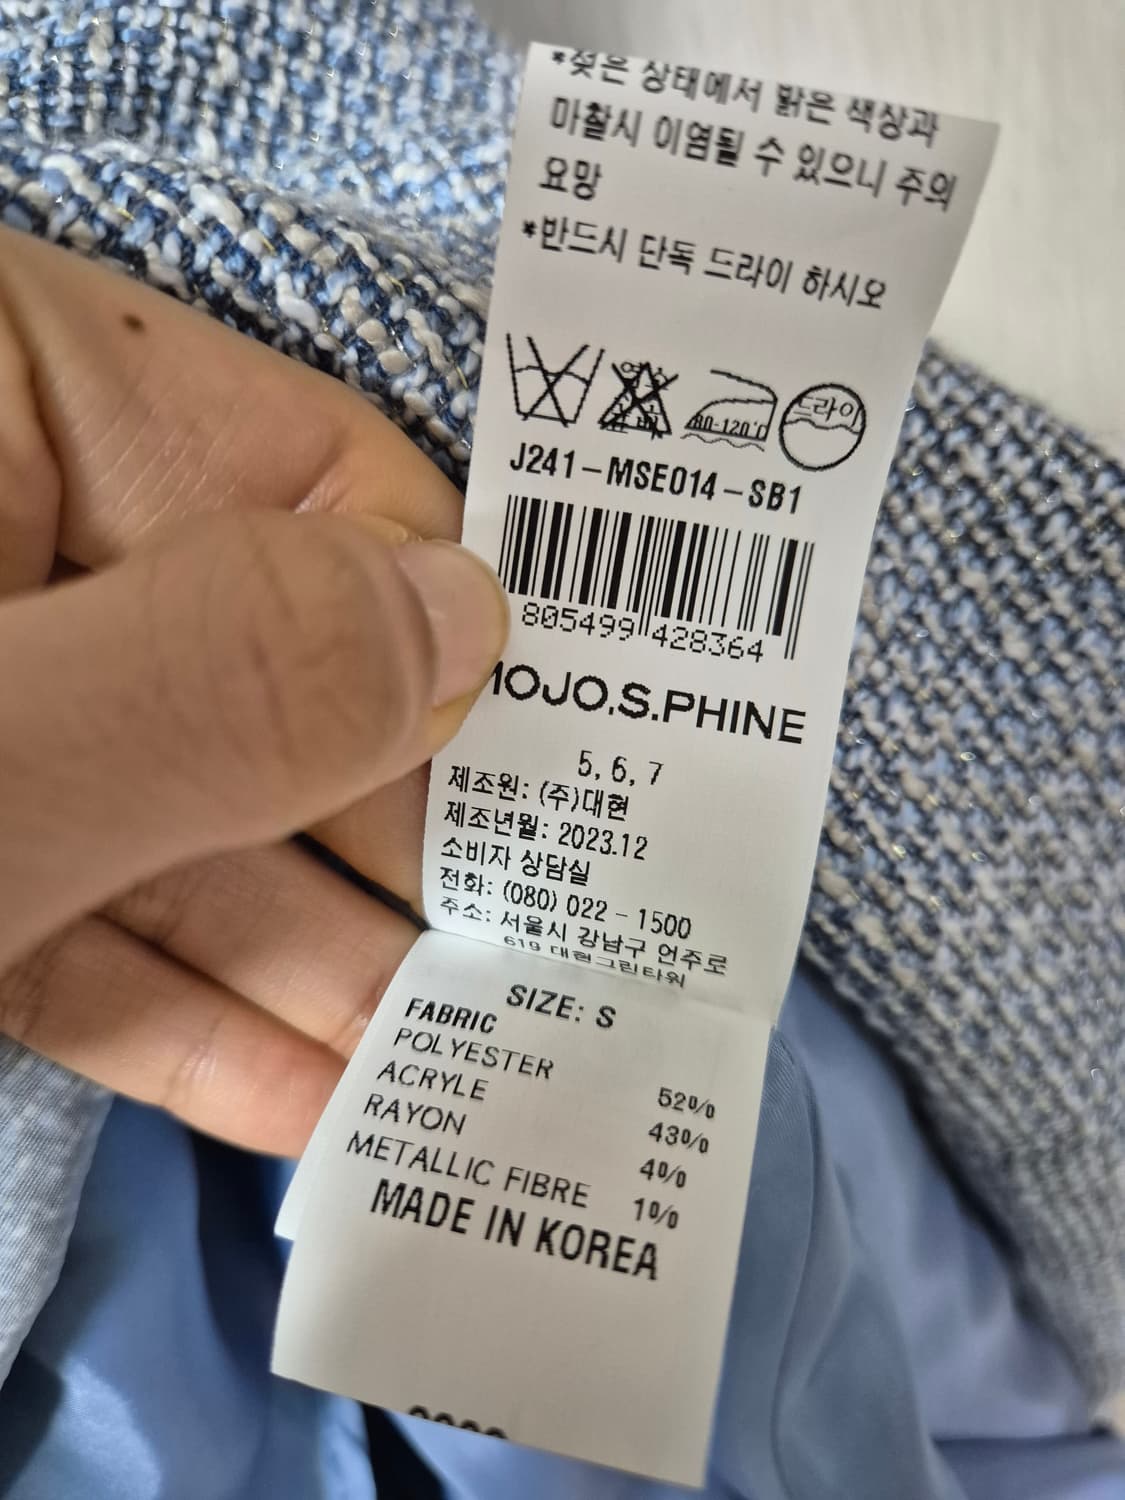 *젖은 상태에서 밝은 색상과
마찰시 이염될 수 있으니 주의
요망
*반드시 단독 드라이 하시오
80-120℃ 드라이
J241-MSE014-SB1
805499 428364
MOJO.S.PHINE
5, 6, 7
제조원: (주)대현
제조년월: 2023.12
소비자 상담실
전화: (080) 022-1500
주소: 서울시 강남구 언주로
619 대현그린타워
SIZE: S
FABRIC
POLYESTER 52%
ACRYLE 43%
RAYON 4%
METALLIC FIBRE 1%
MADE IN KOREA